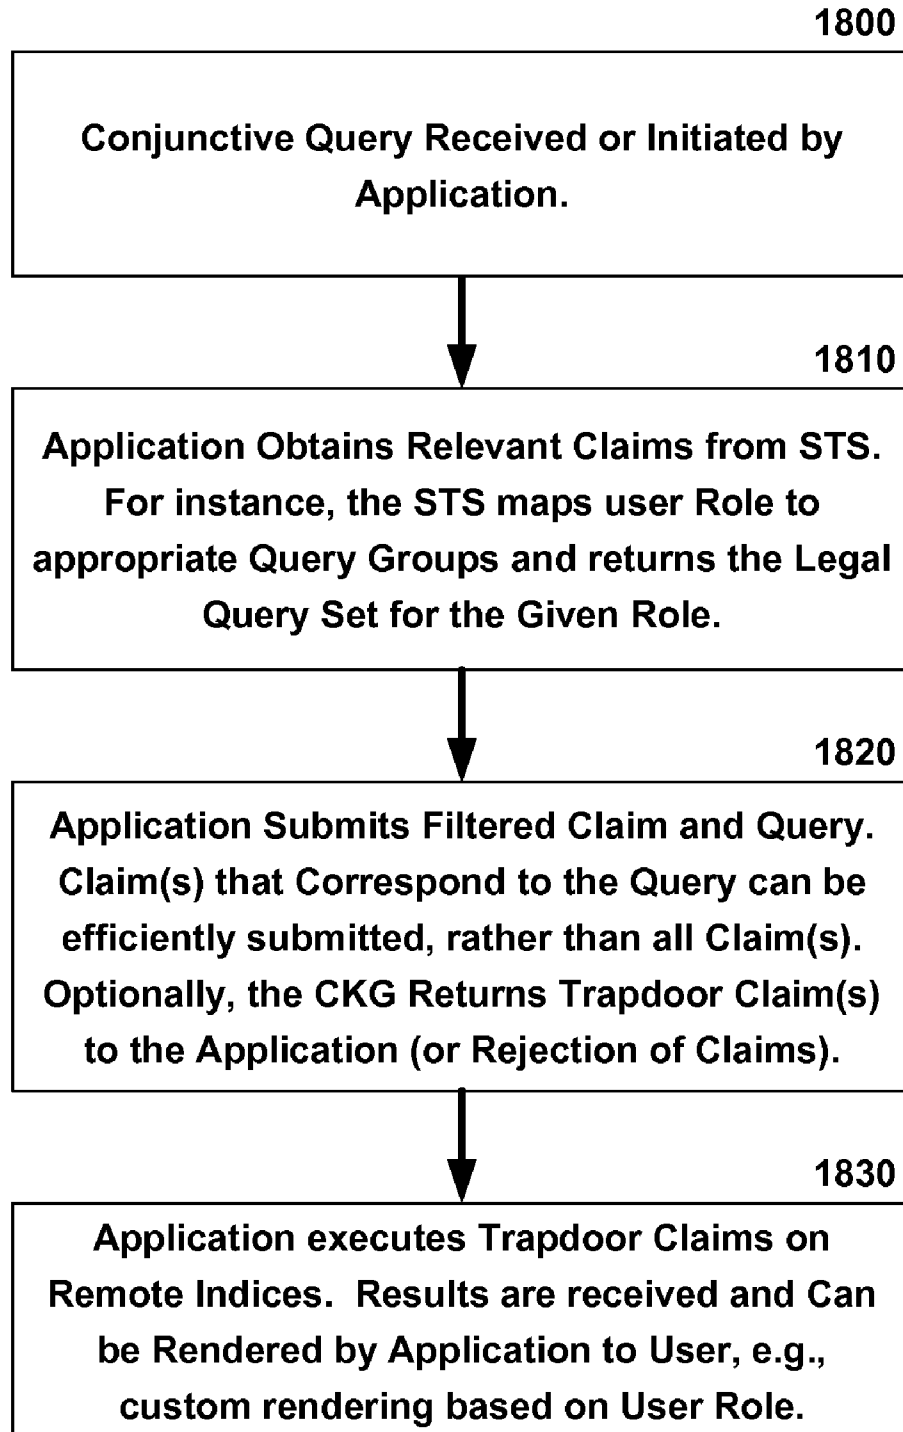 1800
Conjunctive Query Received or Initiated by
Application.
1810
Application Obtains Relevant Claims from STS.
For instance, the STS maps user Role to
appropriate Query Groups and returns the Legal
Query Set for the Given Role.
1820
Application Submits Filtered Claim and Query.
Claim(s) that Correspond to the Query can be
efficiently submitted, rather than all Claim(s).
Optionally, the CKG Returns Trapdoor Claim(s)
to the Application (or Rejection of Claims).
1830
Application executes Trapdoor Claims on
Remote Indices.  Results are received and Can
be Rendered by Application to User, e.g.,
custom rendering based on User Role.